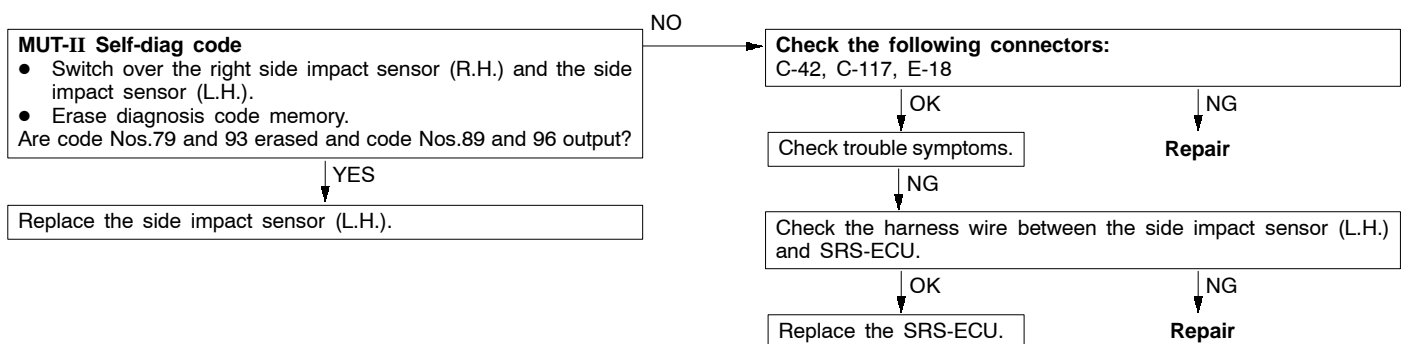 MUT-II Self-diag code
● Switch over the right side impact sensor (R.H.) and the side
impact sensor (L.H.).
● Erase diagnosis code memory.
Are code Nos.79 and 93 erased and code Nos.89 and 96 output?
YES
Replace the side impact sensor (L.H.).
NO
Check the following connectors:
C-42, C-117, E-18
OK
NG
Check trouble symptoms.
Repair
NG
Check the harness wire between the side impact sensor (L.H.)
and SRS-ECU.
OK
NG
Replace the SRS-ECU.
Repair